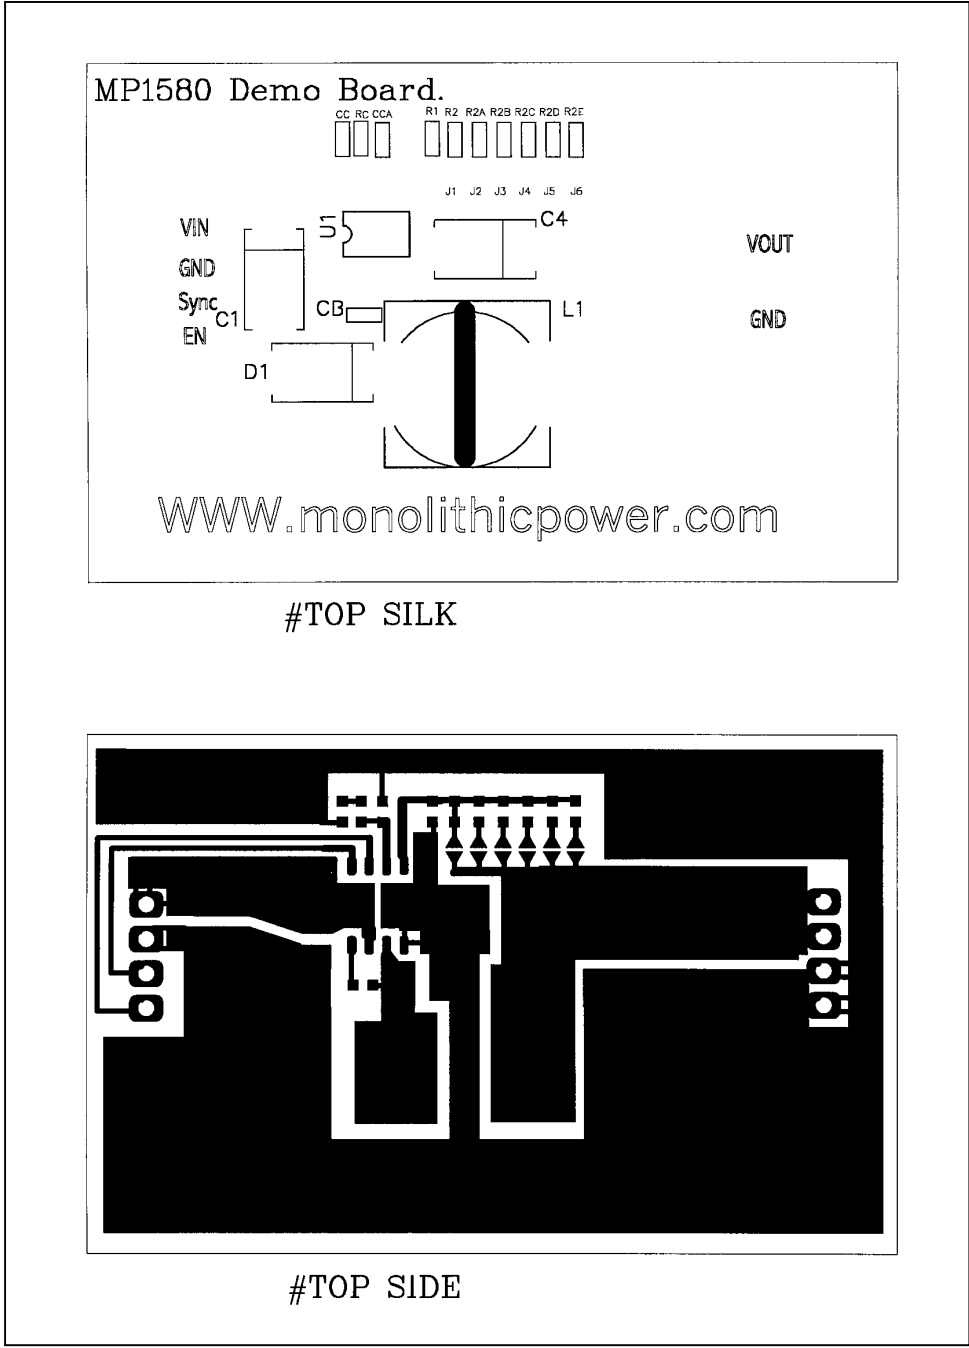 MP1580 Demo Board.
CC RC CCA R1 R2 R2A R2B R2C R2D R2E
J1 J2 J3 J4 J5 J6
VIN
U1
C4
VOUT
GND
Sync
C1
CB
L1
GND
EN
D1
WWW.monolithicpower.com
#TOP SILK
#TOP SIDE